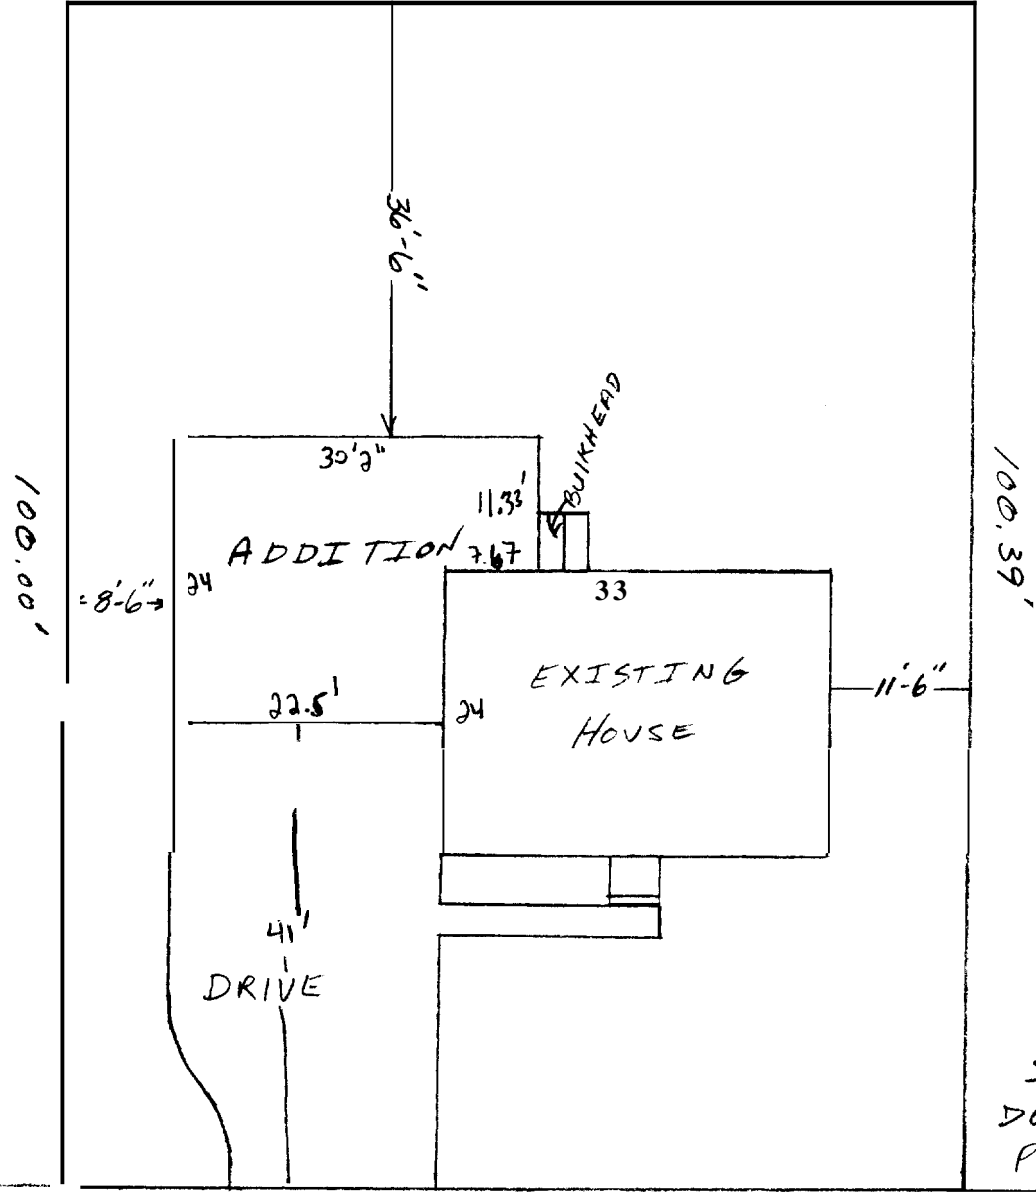 36'-6"
30'2"
BULKHEAD
11.33'
100.00'
100.39'
ADDITION
7.67
24
8'-6"
33
EXISTING
HOUSE
11'-6"
22.5'
24
41'
DRIVE